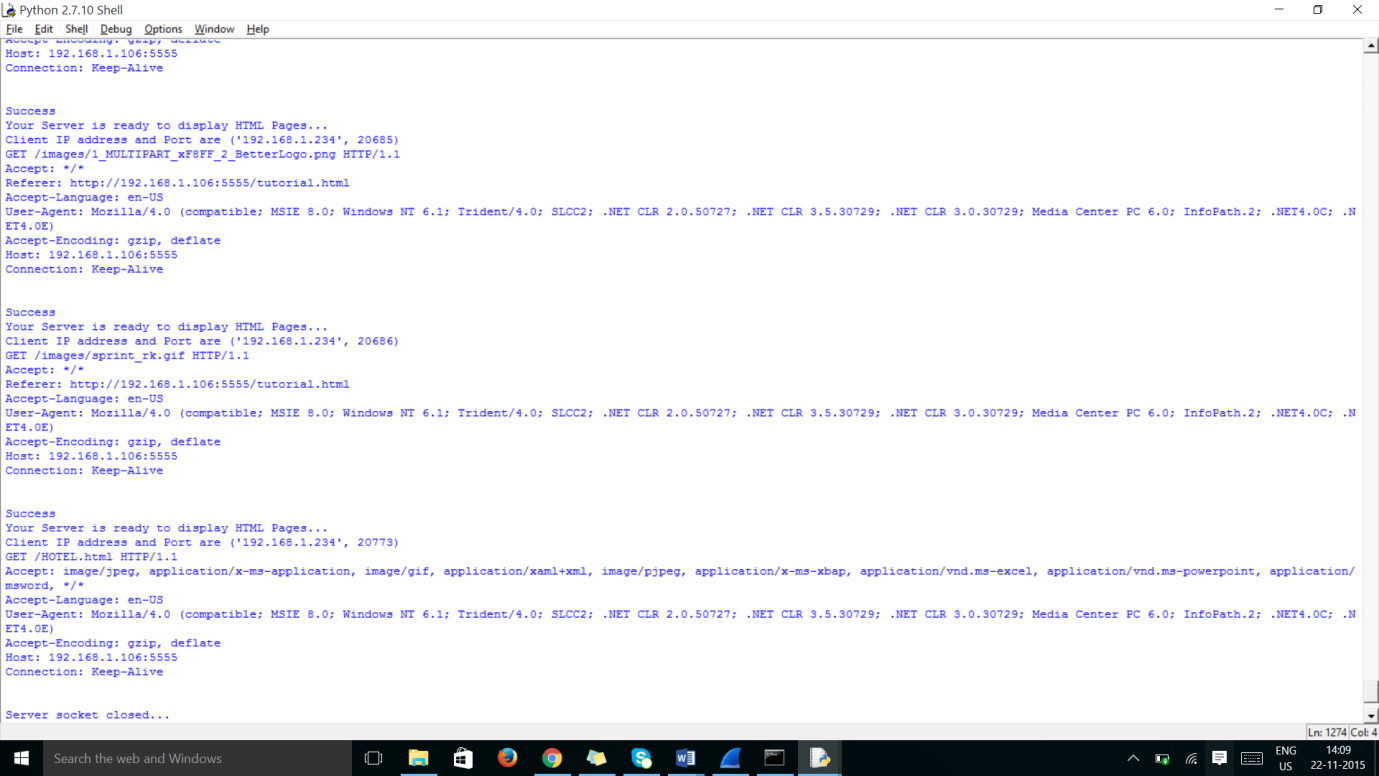 Python 2.7.10 Shell
File Edit Shell Debug Options Window Help
Accept-Encoding: gzip, deflate
Host: 192.168.1.106:5555
Connection: Keep-Alive
Success
Your Server is ready to display HTML Pages...
Client IP address and Port are ('192.168.1.234', 20685)
GET /images/1_MULTIPART_xF8FF_2_BetterLogo.png HTTP/1.1
Accept: */*
Referer: http://192.168.1.106:5555/tutorial.html
Accept-Language: en-US
User-Agent: Mozilla/4.0 (compatible; MSIE 8.0; Windows NT 6.1; Trident/4.0; SLCC2; .NET CLR 2.0.50727; .NET CLR 3.5.30729; .NET CLR 3.0.30729; Media Center PC 6.0; InfoPath.2; .NET4.0C; .N
ET4.0E)
Accept-Encoding: gzip, deflate
Host: 192.168.1.106:5555
Connection: Keep-Alive
Success
Your Server is ready to display HTML Pages...
Client IP address and Port are ('192.168.1.234', 20686)
GET /images/sprint_rk.gif HTTP/1.1
Accept: */*
Referer: http://192.168.1.106:5555/tutorial.html
Accept-Language: en-US
User-Agent: Mozilla/4.0 (compatible; MSIE 8.0; Windows NT 6.1; Trident/4.0; SLCC2; .NET CLR 2.0.50727; .NET CLR 3.5.30729; .NET CLR 3.0.30729; Media Center PC 6.0; InfoPath.2; .NET4.0C; .N
ET4.0E)
Accept-Encoding: gzip, deflate
Host: 192.168.1.106:5555
Connection: Keep-Alive
Success
Your Server is ready to display HTML Pages...
Client IP address and Port are ('192.168.1.234', 20773)
GET /HOTEL.html HTTP/1.1
Accept: image/jpeg, application/x-ms-application, image/gif, application/xaml+xml, image/pjpeg, application/x-ms-xbap, application/vnd.ms-excel, application/vnd.ms-powerpoint, application/
msword, */*
Accept-Language: en-US
User-Agent: Mozilla/4.0 (compatible; MSIE 8.0; Windows NT 6.1; Trident/4.0; SLCC2; .NET CLR 2.0.50727; .NET CLR 3.5.30729; .NET CLR 3.0.30729; Media Center PC 6.0; InfoPath.2; .NET4.0C; .N
ET4.0E)
Accept-Encoding: gzip, deflate
Host: 192.168.1.106:5555
Connection: Keep-Alive
Server socket closed...
Ln: 1274 Col: 4
Search the web and Windows
ENG
US
14:09
22-11-2015